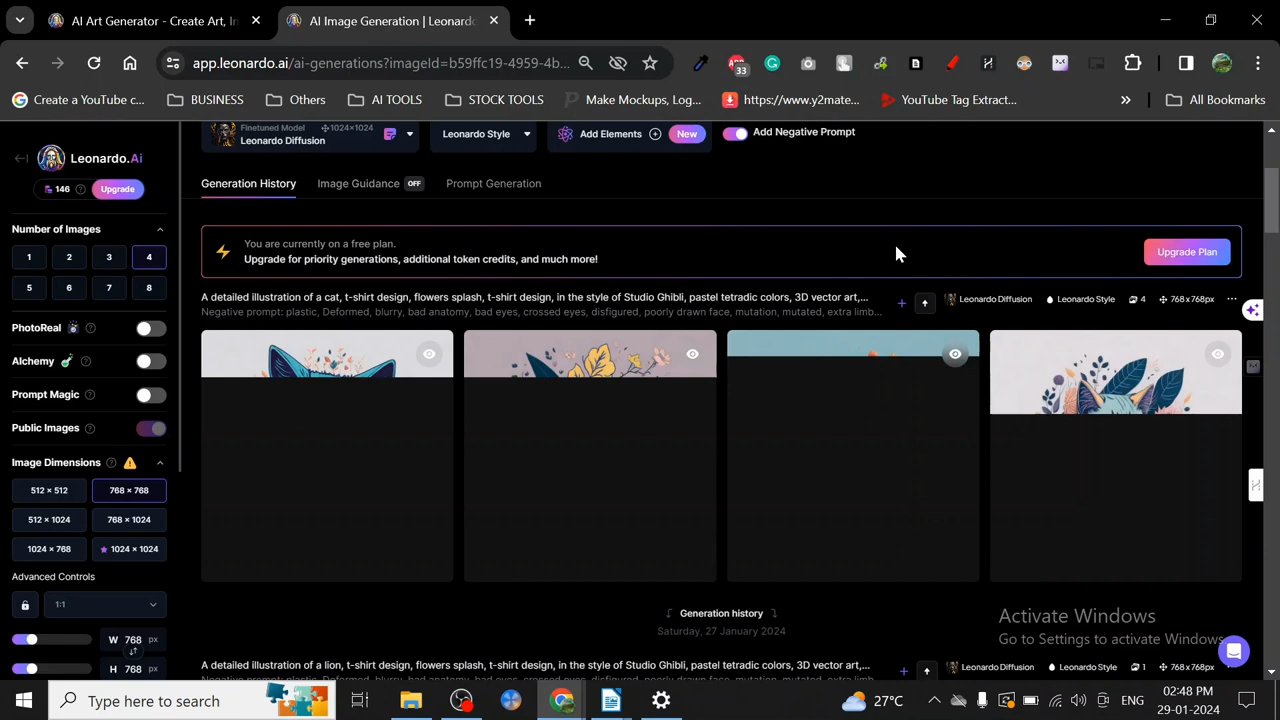 AI Art Generator - Create Art, In
AI Image Generation | Leonardo
app.leonardo.ai/ai-generations?imageId=b59ffc19-4959-4b...
33
Create a YouTube c...
BUSINESS
Others
AI TOOLS
STOCK TOOLS
Make Mockups, Log...
https://www.y2mate...
YouTube Tag Extract...
»
All Bookmarks
Leonardo.Ai
146
Upgrade
Finetuned Model
1024×1024
Leonardo Diffusion
Leonardo Style
Add Elements
New
Add Negative Prompt
Generation History
Image Guidance OFF
Prompt Generation
Number of Images
1 2 3 4
5 6 7 8
PhotoReal
Alchemy
Prompt Magic
Public Images
Image Dimensions
512 × 512
768 × 768
512 × 1024
768 × 1024
1024 × 768
1024 × 1024
Advanced Controls
1:1
W 768 px
H 768 px
You are currently on a free plan.
Upgrade for priority generations, additional token credits, and much more!
Upgrade Plan
A detailed illustration of a cat, t-shirt design, flowers splash, t-shirt design, in the style of Studio Ghibli, pastel tetradic colors, 3D vector art,...
Negative prompt: plastic, Deformed, blurry, bad anatomy, bad eyes, crossed eyes, disfigured, poorly drawn face, mutation, mutated, extra limb...
Leonardo Diffusion
Leonardo Style
4
768x768px
Generation history
Saturday, 27 January 2024
A detailed illustration of a lion, t-shirt design, flowers splash, t-shirt design, in the style of Studio Ghibli, pastel tetradic colors, 3D vector art,...
Leonardo Diffusion
Leonardo Style
1
768x768px
Activate Windows
Go to Settings to activate Windows.
Type here to search
27°C
ENG
02:48 PM
29-01-2024